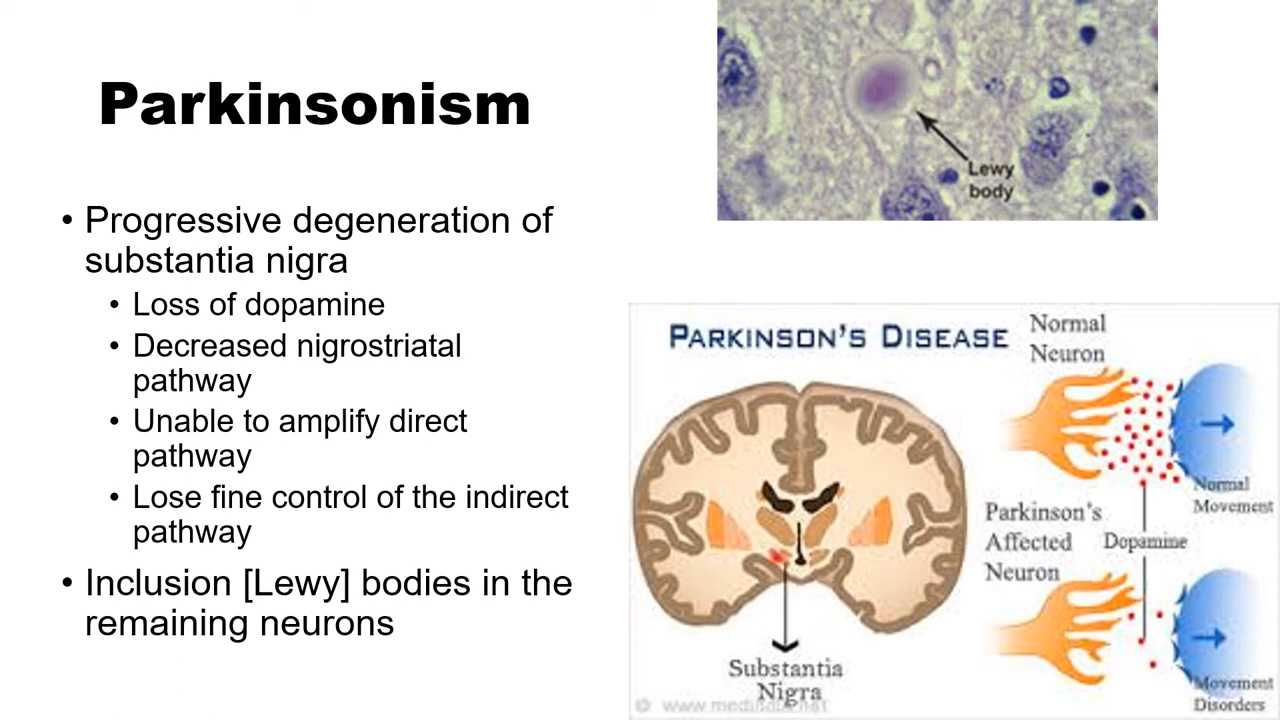 Parkinsonism
• Progressive degeneration of
substantia nigra
• Loss of dopamine
• Decreased nigrostriatal
pathway
• Unable to amplify direct
pathway
• Lose fine control of the indirect
pathway
• Inclusion [Lewy] bodies in the
remaining neurons
Lewy
body
PARKINSON'S DISEASE
Normal
Neuron
Normal
Movement
Parkinson's
Affected
Neuron
Dopamine
Movement
Disorders
Substantia
Nigra